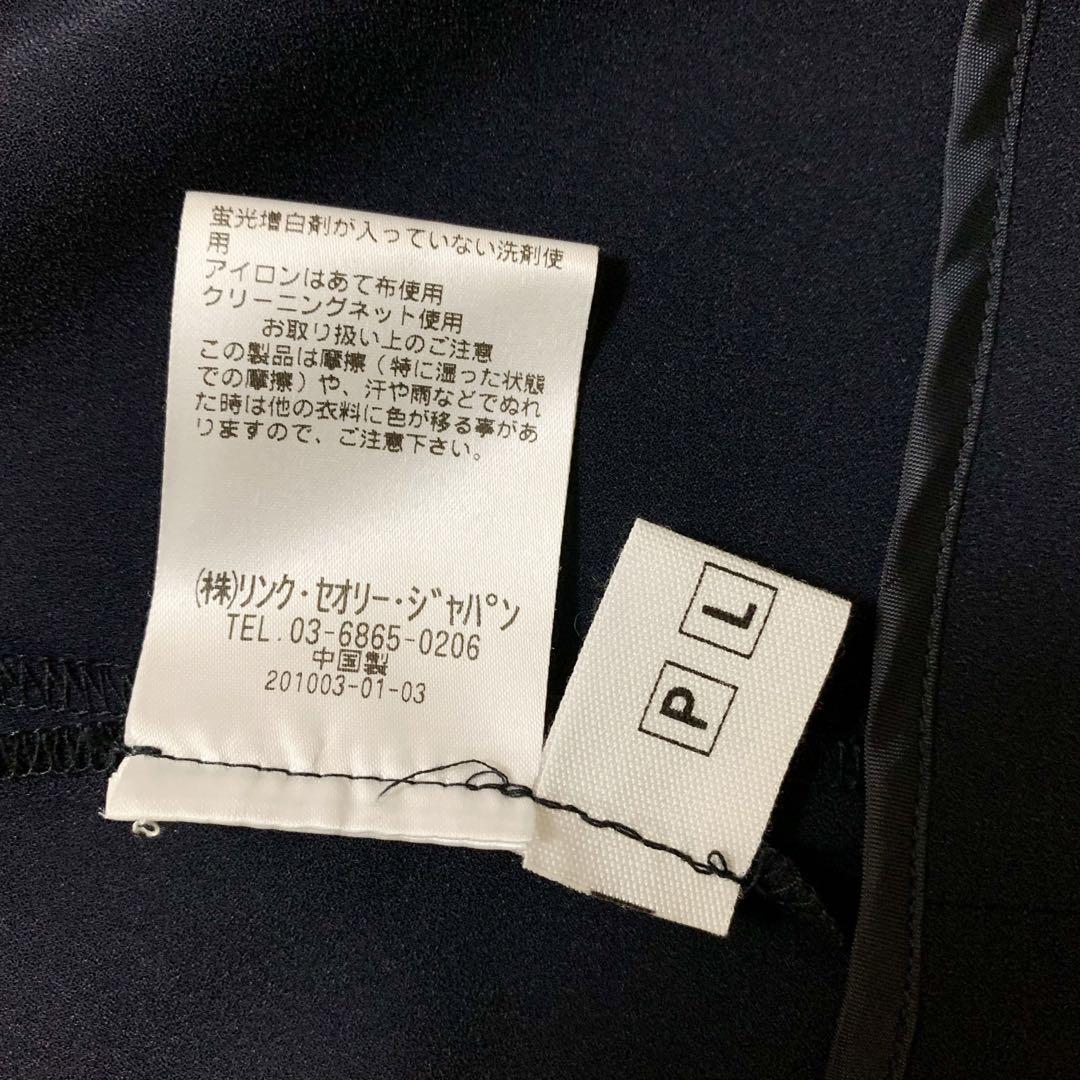 蛍光増白剤が入っていない洗剤使
用
アイロンはあて布使用
クリーニングネット使用
お取り扱い上のご注意
この製品は摩擦（特に湿った状態
での摩擦）や、汗や雨などでぬれ
た時は他の衣料に色が移る事があ
りますので、ご注意下さい。
(株)リンク・セオリー・ジャパン
TEL.03-6865-0206
中国製
201003-01-03
P L